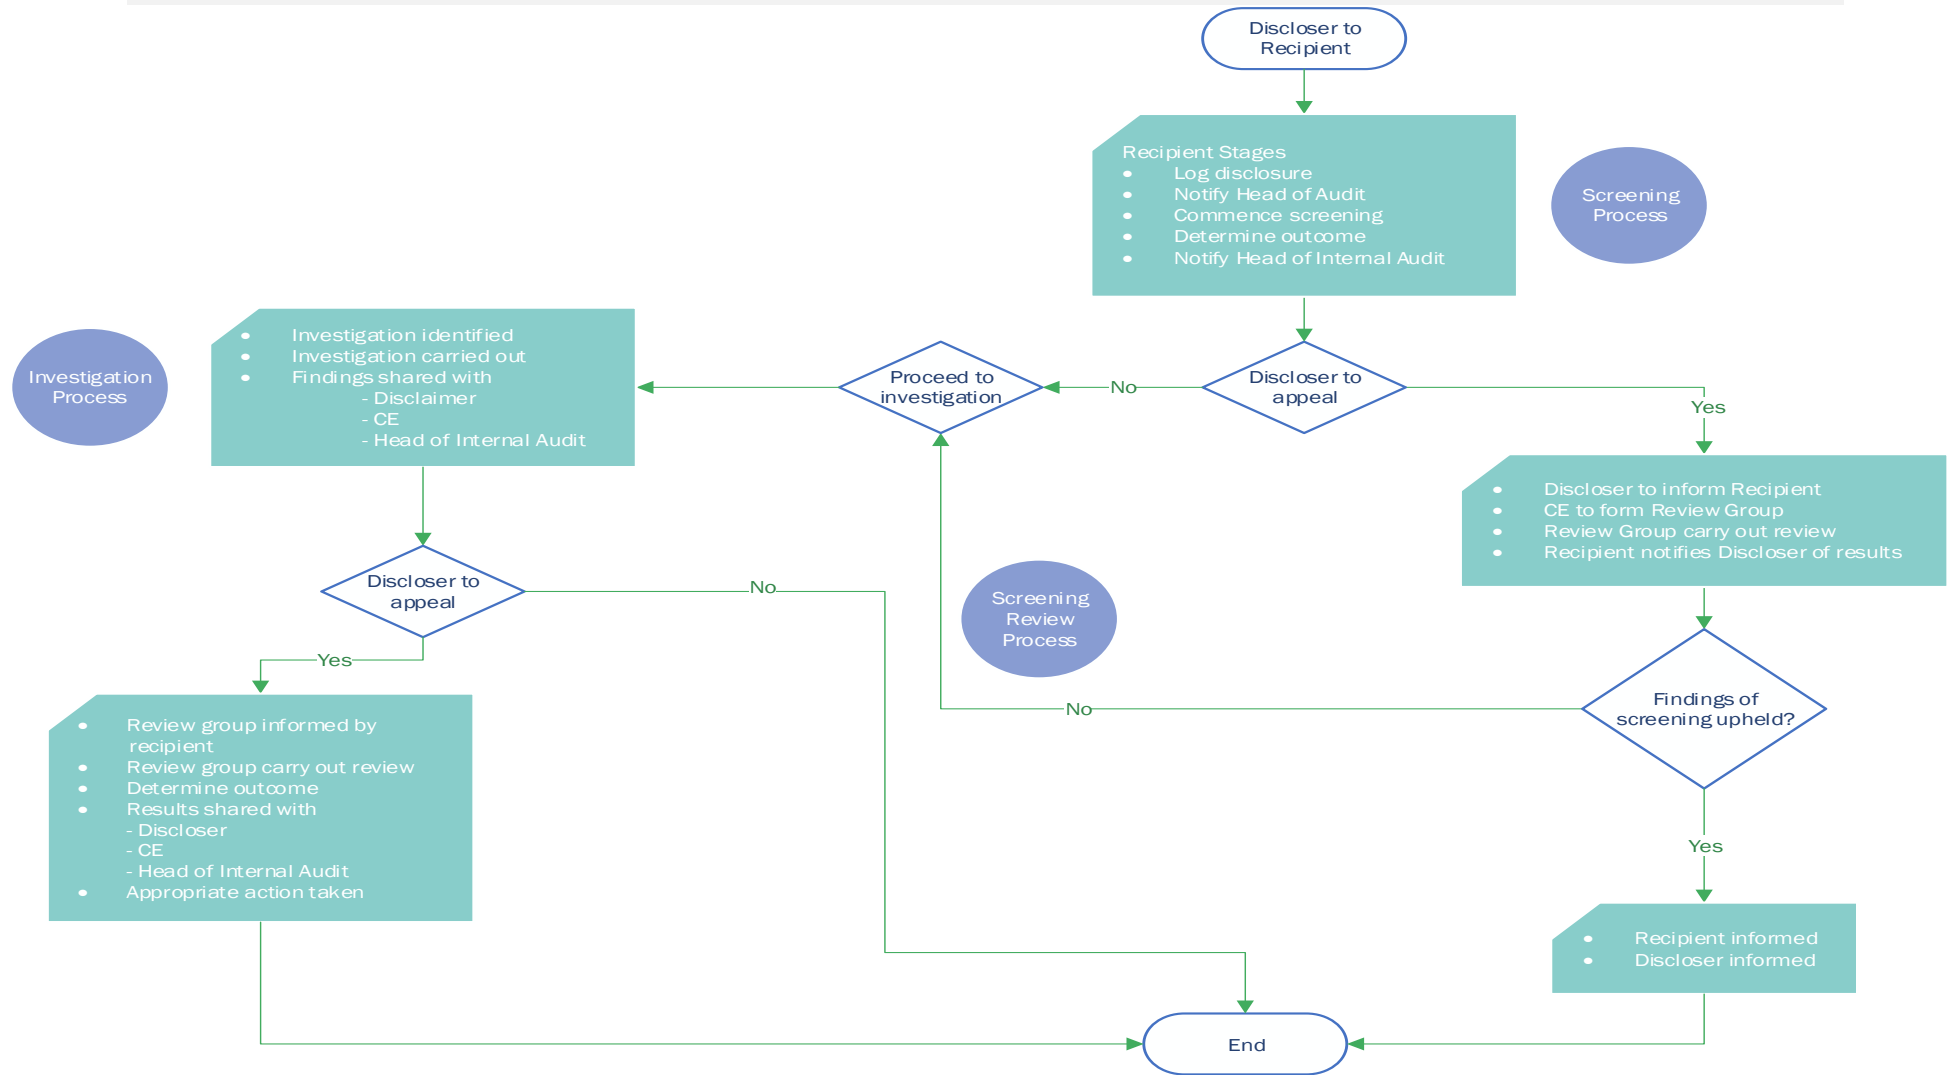 Discloser to
Recipient
Recipient Stages
• Log disclosure
• Notify Head of Audit
• Commence screening
• Determine outcome
• Notify Head of Internal Audit
Screening
Process
Investigation
Process
• Investigation identified
• Investigation carried out
• Findings shared with
- Disclaimer
- CE
- Head of Internal Audit
Proceed to
investigation
No
Discloser to
appeal
Yes
• Discloser to inform Recipient
• CE to form Review Group
• Review Group carry out review
• Recipient notifies Discloser of results
Discloser to
appeal
No
Yes
Screening
Review
Process
Findings of
screening upheld?
No
Yes
• Review group informed by
recipient
• Review group carry out review
• Determine outcome
• Results shared with
- Discloser
- CE
- Head of Internal Audit
• Appropriate action taken
• Recipient informed
• Discloser informed
End